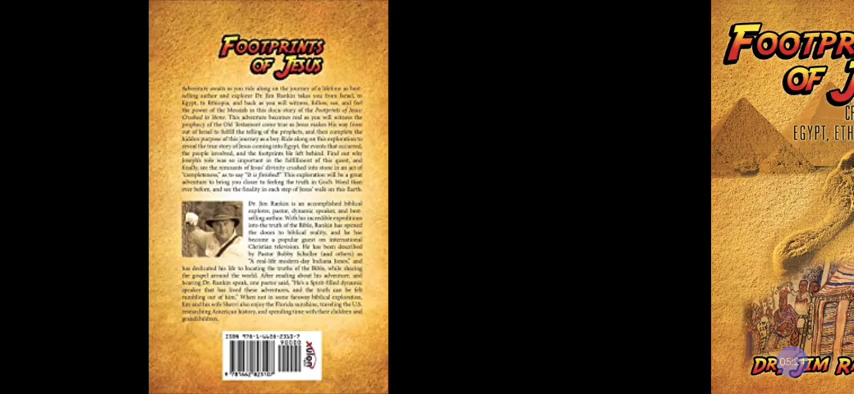 FOOTPRINTS
OF JESUS
Adventure awaits as you ride along on the journey of a lifetime as best-
selling author and explorer Dr Jim Rankin takes you from Israel, to
Egypt, to Ethiopia, and back as you will witness, follow, see, and feel
the power of the Messiah in this docu-story of the Footprints of Jesus
Crushed in Stone. This adventure becomes real as you will witness the
prophecy of the Old Testament come true as Jesus makes His way from
out of Israel to fulfill the telling of the prophets, and then complete the
hidden purpose of this journey as a boy. Ride along on this exploration to
reveal the true story of Jesus coming into Egypt, the events that occurred,
the people involved, and the footprints he left behind. Find out why
Joseph's role was so important in the fulfillment of this quest, and
finally, see the remnants of Jesus' divinity crushed into stone in an act of
"completeness," as to say "It is finished!" This exploration will be a great
adventure to bring you closer to feeling the truth in God's Word than
ever before, and see the finality in each step of Jesus' walk on this Earth.
Dr Jim Rankin is an accomplished biblical
explorer, pastor, dynamic speaker, and best-
selling author. With his incredible expeditions
into the truth of the Bible, Rankin has opened
the doors to biblical reality, and he has
become a popular guest on international
Christian television. He has been described
by Pastor Bobby Schuller (and others) as
"A real-life modern-day Indiana Jones," and
has dedicated his life to locating the truths of the Bible, while sharing
the gospel around the world. After reading about his adventure, and
hearing Dr. Rankin speak, one pastor said, "He's a Spirit-filled dynamic
speaker that has lived these adventures, and the truth can be felt
tumbling out of him." When not in some faraway biblical exploration,
Jim and his wife Sherri also enjoy the Florida sunshine, traveling the U.S.
researching American history, and spending time with their children and
grandchildren.
90000
xulon
FOOTPR
OF J
EGYPT, ETH
DR. JIM RA